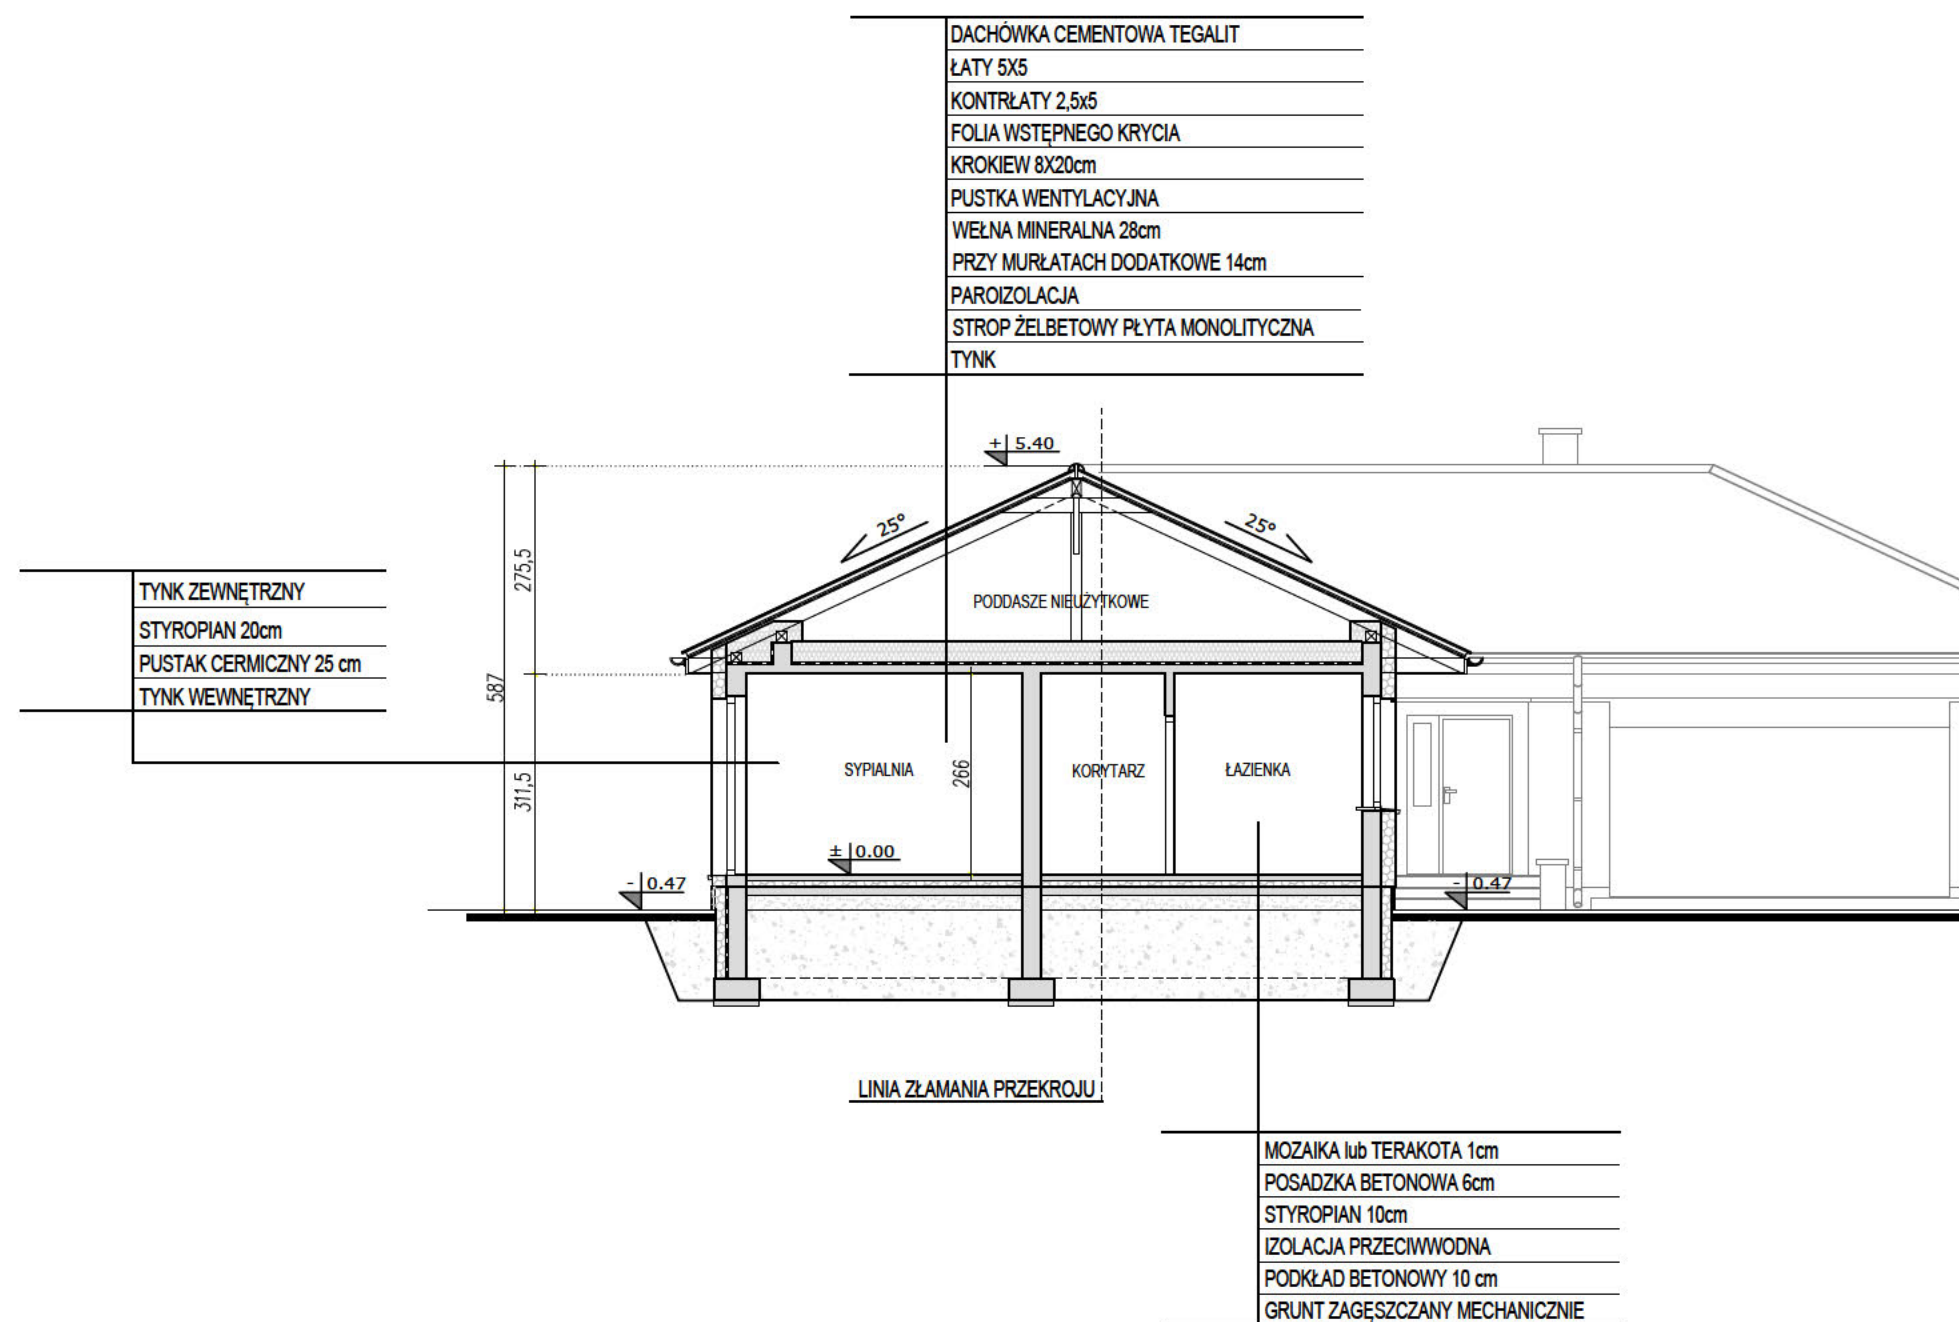 DACHÓWKA CEMENTOWA TEGALIT
ŁATY 5X5
KONTRŁATY 2,5x5
FOLIA WSTĘPNEGO KRYCIA
KROKIEW 8X20cm
PUSTKA WENTYLACYJNA
WEŁNA MINERALNA 28cm
PRZY MURŁATACH DODATKOWE 14cm
PAROIZOLACJA
STROP ŻELBETOWY PŁYTA MONOLITYCZNA
TYNK
+ 5.40
25°
25°
275,5
587
311,5
TYNK ZEWNĘTRZNY
STYROPIAN 20cm
PUSTAK CERMICZNY 25 cm
TYNK WEWNĘTRZNY
PODDASZE NIEUŻYTKOWE
SYPIALNIA
266
KORYTARZ
ŁAZIENKA
± 0.00
- 0.47
- 0.47
LINIA ZŁAMANIA PRZEKROJU
MOZAIKA lub TERAKOTA 1cm
POSADZKA BETONOWA 6cm
STYROPIAN 10cm
IZOLACJA PRZECIWWODNA
PODKŁAD BETONOWY 10 cm
GRUNT ZAGĘSZCZANY MECHANICZNIE